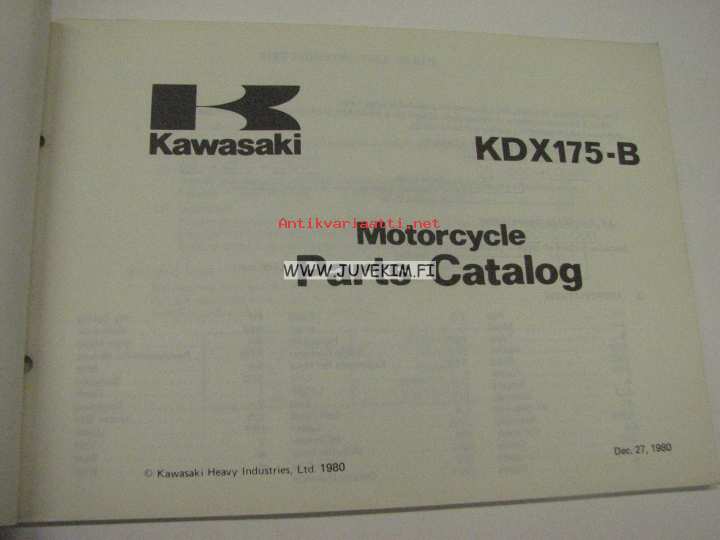 Kawasaki
KDX175-B
Antikvariaatti.net
Motorcycle
WWW.JUVEKIM.FI
Parts Catalog
© Kawasaki Heavy Industries, Ltd. 1980
Dec. 27, 1980